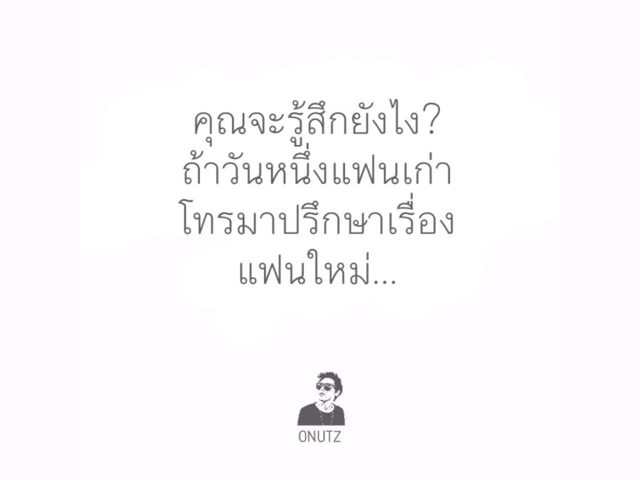 คุณจะรู้สึกยังไง?
ถ้าวันหนึ่งแฟนเก่า
โทรมาปรึกษาเรื่อง
แฟนใหม่...
ONUTZ